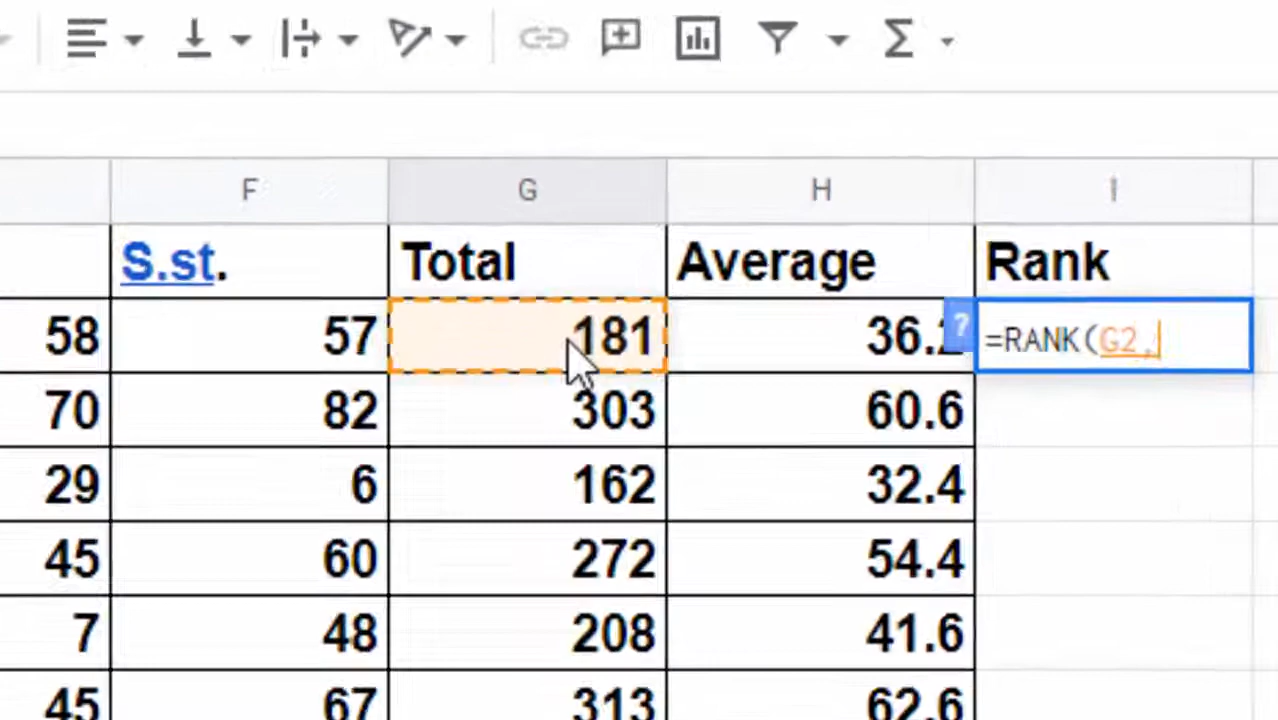 F G H I
S.st. Total Average Rank
58 57 181 36.2 ? =RANK(G2,
70 82 303 60.6
29 6 162 32.4
45 60 272 54.4
7 48 208 41.6
45 67 313 62.6